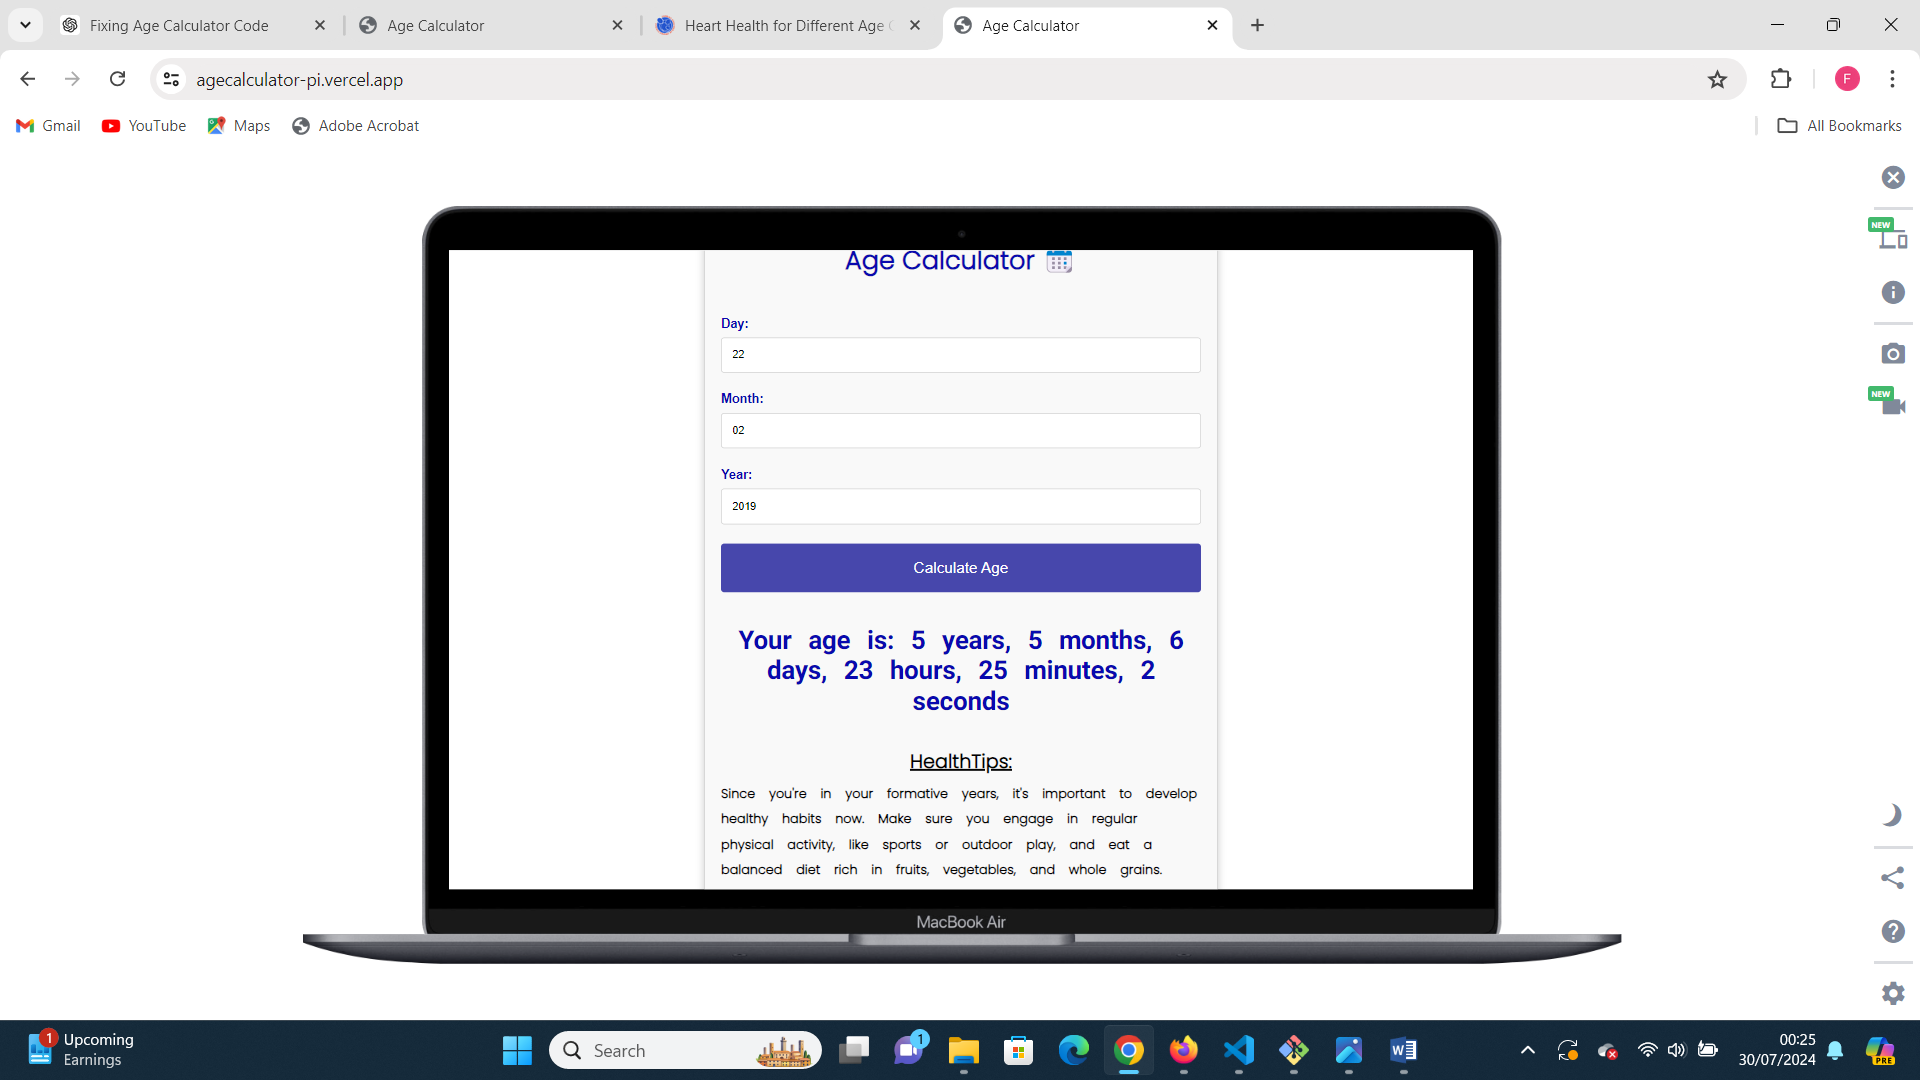 Fixing Age Calculator Code
Age Calculator
Heart Health for Different Age
Age Calculator
agecalculator-pi.vercel.app
F
Gmail
YouTube
Maps
Adobe Acrobat
All Bookmarks
NEW
NEW
Age Calculator
Day:
22
Month:
02
Year:
2019
Calculate Age
Your age is: 5 years, 5 months, 6
days, 23 hours, 25 minutes, 2
seconds
HealthTips:
Since you're in your formative years, it's important to develop
healthy habits now. Make sure you engage in regular
physical activity, like sports or outdoor play, and eat a
balanced diet rich in fruits, vegetables, and whole grains.
MacBook Air
1
Upcoming
Earnings
Search
1
00:25
30/07/2024
PRE